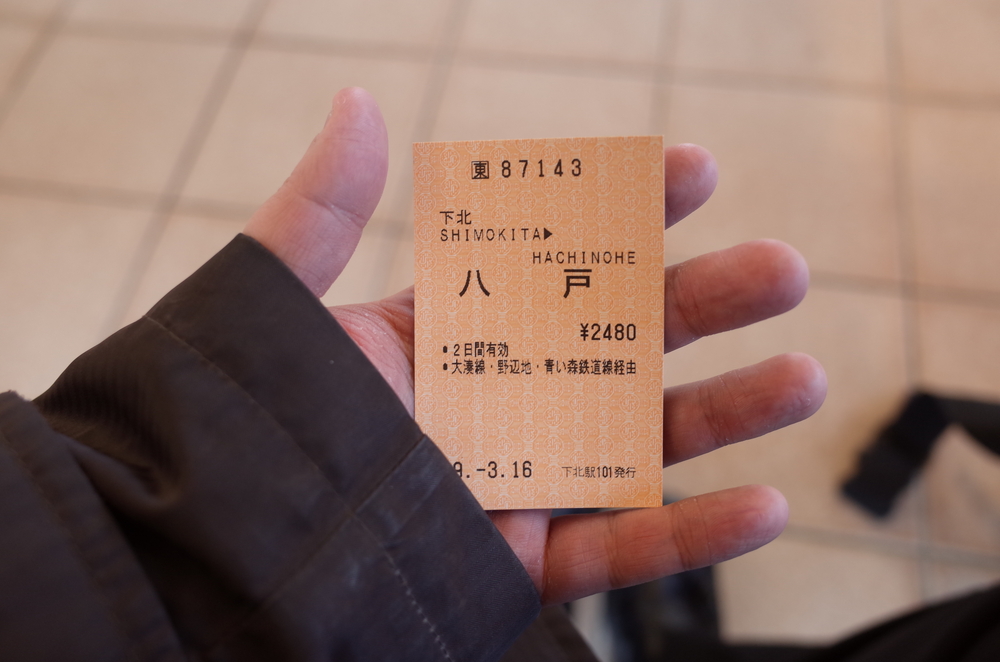 東 87143
下北
SHIMOKITA▶
HACHINOHE
八 戸
¥2480
•2日間有効
•大湊線・野辺地・青い森鉄道線経由
9.-3.16 下北駅101発行